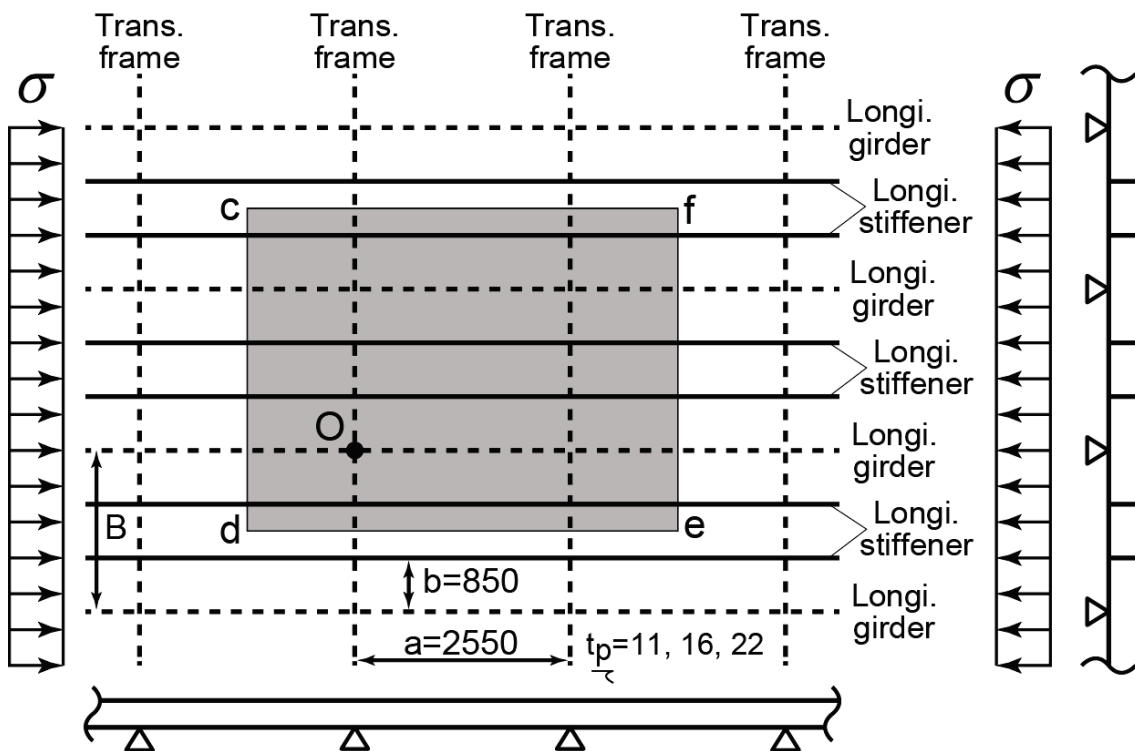 Trans.
frame
Trans.
frame
Trans.
frame
Trans.
frame
σ
σ
Longi.
girder
Longi.
stiffener
c
f
Longi.
girder
Longi.
stiffener
O
Longi.
girder
B
d
e
Longi.
stiffener
b=850
Longi.
girder
a=2550
tp=11, 16, 22